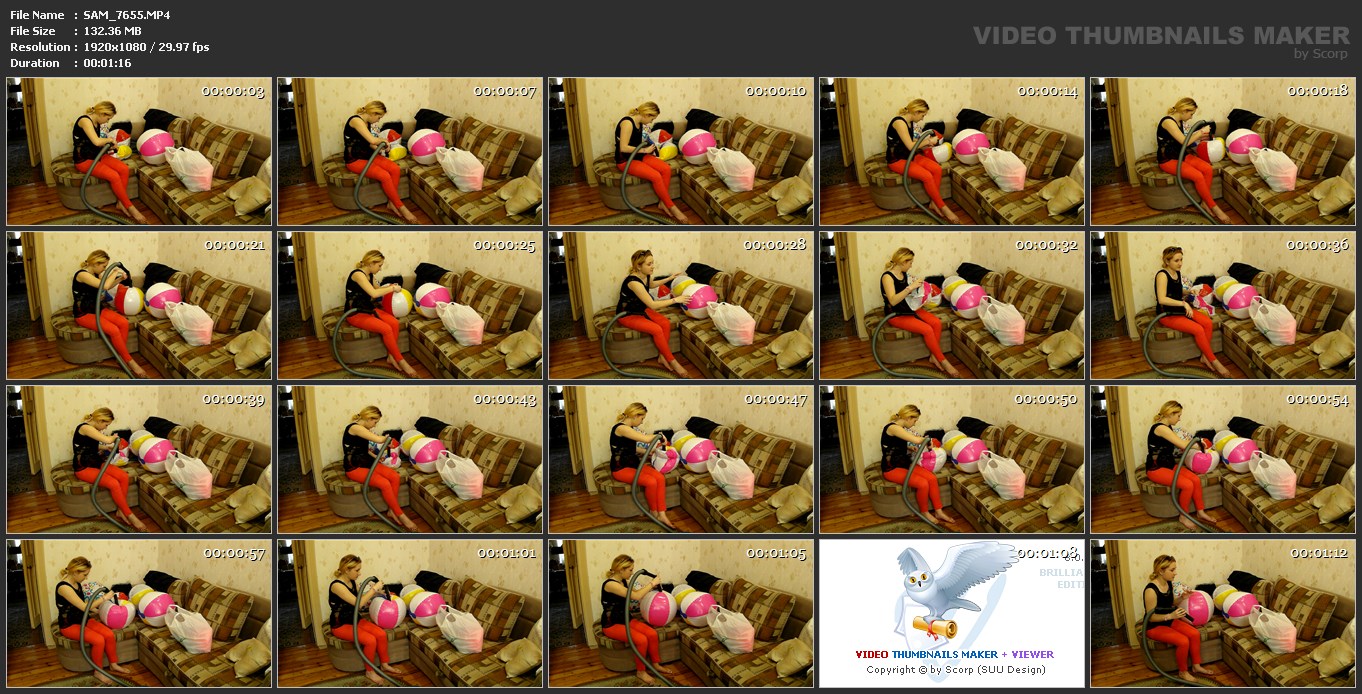 File Name : SAM_7655.MP4
File Size : 132.36 MB
Resolution : 1920x1080 / 29.97 fps
Duration : 00:01:16
VIDEO THUMBNAILS MAKER
by Scorp
00:00:03
00:00:07
00:00:10
00:00:14
00:00:18
00:00:21
00:00:25
00:00:28
00:00:32
00:00:36
00:00:39
00:00:43
00:00:47
00:00:50
00:00:54
00:00:57
00:01:01
00:01:05
00:01:08
BRILLIA
EDITI
VIDEO THUMBNAILS MAKER + VIEWER
Copyright © by Scorp (SUU Design)
00:01:12